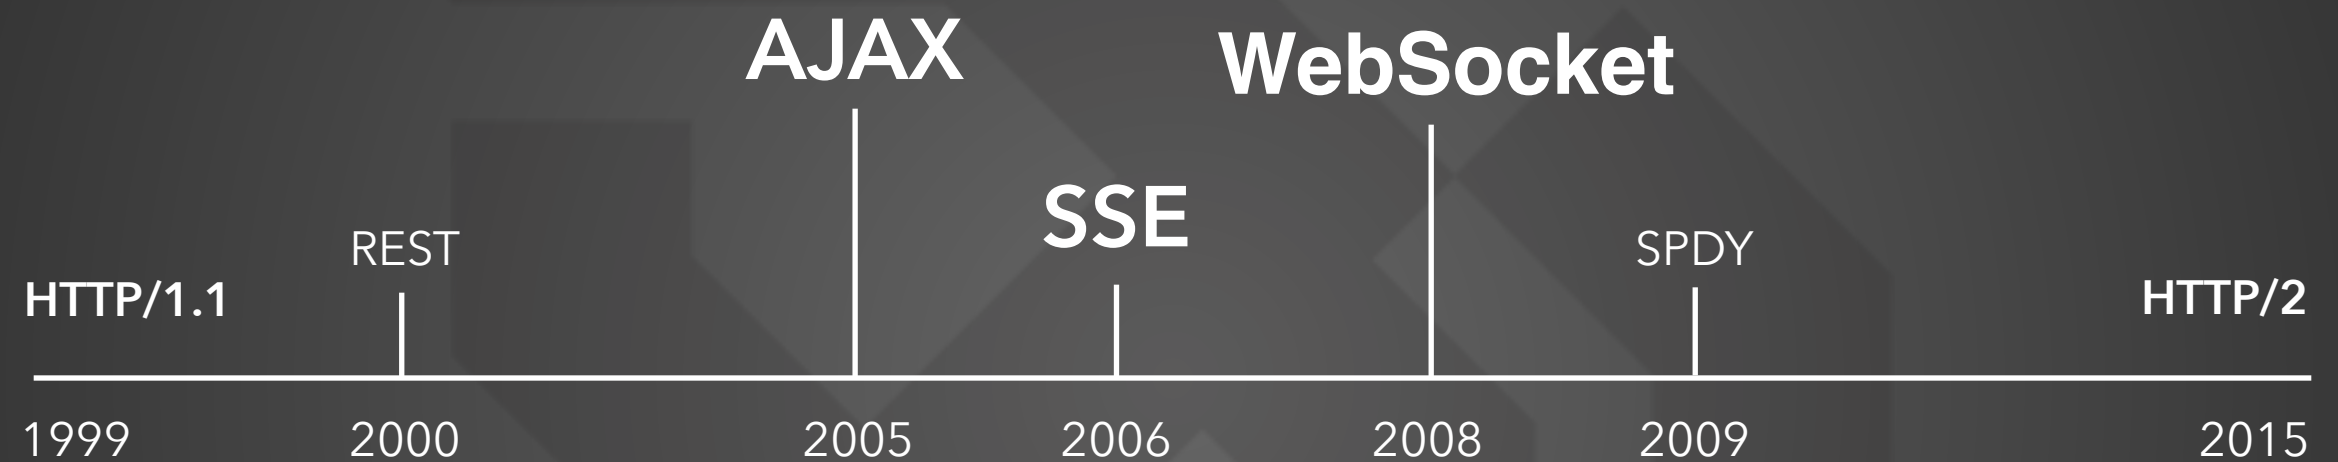 AJAX
WebSocket
SSE
REST
SPDY
HTTP/1.1
HTTP/2
1999 2000 2005 2006 2008 2009 2015